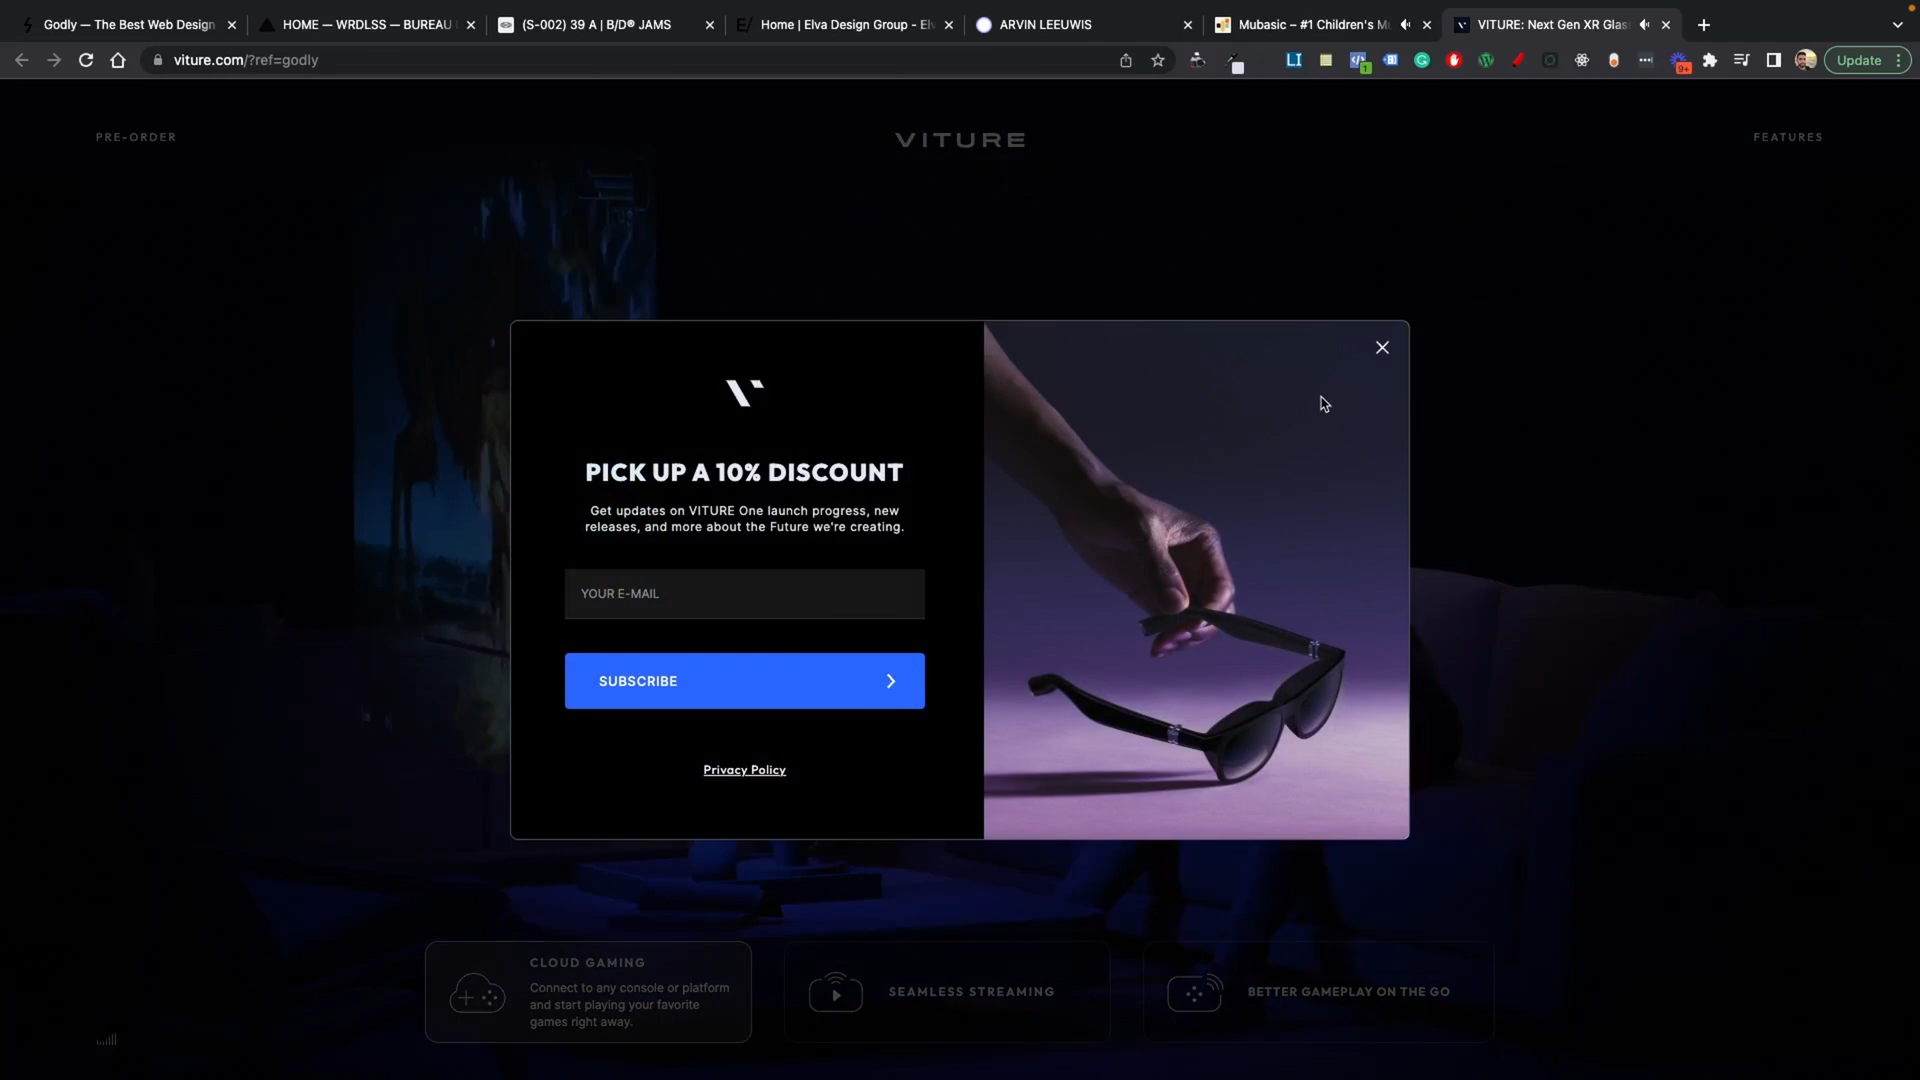 Godly — The Best Web Design
HOME — WRDLSS — BUREAU
(S-002) 39 A | B/D® JAMS
Home | Elva Design Group - El
ARVIN LEEUWIS
Mubasic – #1 Children's M
VITURE: Next Gen XR Glas
viture.com/?ref=godly
LI
1
9+
Update
PRE-ORDER
VITURE
FEATURES
PICK UP A 10% DISCOUNT
Get updates on VITURE One launch progress, new
releases, and more about the Future we're creating.
YOUR E-MAIL
SUBSCRIBE
Privacy Policy
CLOUD GAMING
Connect to any console or platform
and start playing your favorite
games right away.
SEAMLESS STREAMING
BETTER GAMEPLAY ON THE GO